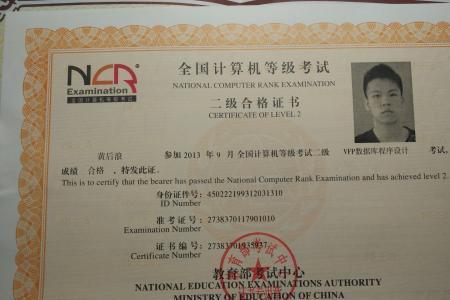 NCR
Examination
全国计算机等级考试
全国计算机等级考试
NATIONAL COMPUTER RANK EXAMINATION
二级合格证书
CERTIFICATE OF LEVEL 2
黄后浪 参加 2013 年 9 月全国计算机等级考试二级 VFP数据库程序设计 考试,
成绩 合格 ,特发此证。
This is to certify that the bearer has passed the National Computer Rank Examination and has achieved level 2.
身份证件号: 450222199312031310
ID Number
准考证号: 2738370117901010
Examination Number
证书编号: 27383701935937
Certificate Number
教育部考试中心
NATIONAL EDUCATION EXAMINATIONS AUTHORITY
MINISTRY OF EDUCATION OF CHINA